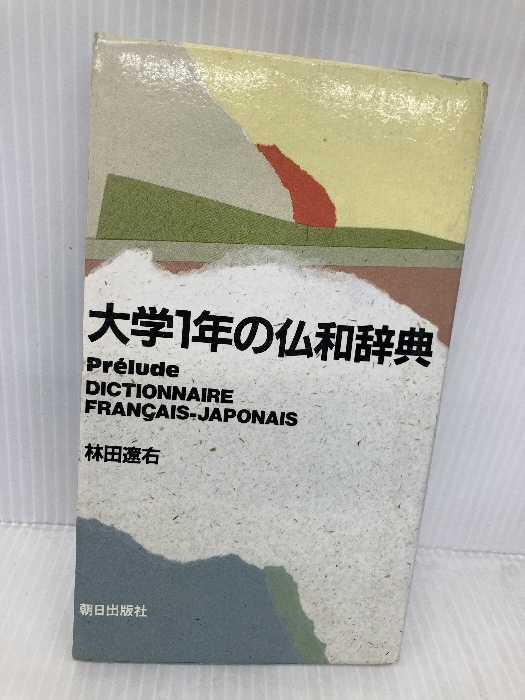 大学1年の仏和辞典
Prélude
DICTIONNAIRE
FRANÇAIS-JAPONAIS
林田遼右
朝日出版社